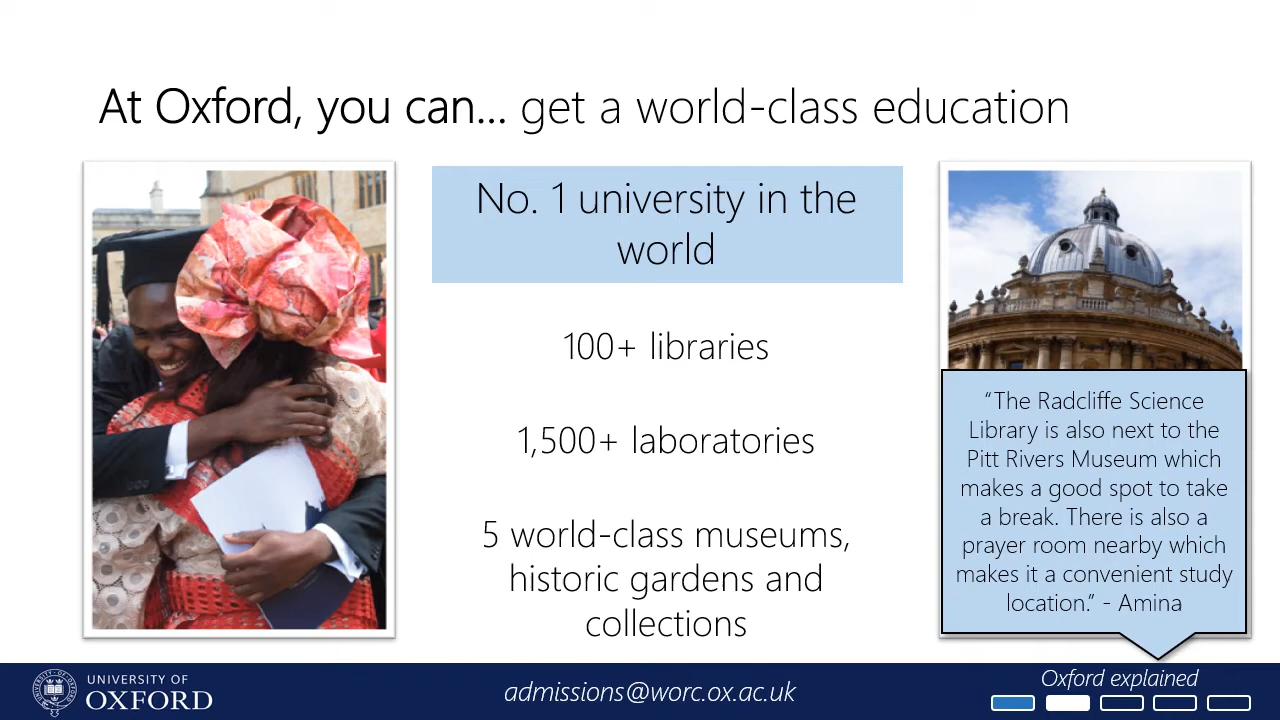 At Oxford, you can... get a world-class education
No. 1 university in the
world
100+ libraries
1,500+ laboratories
5 world-class museums,
historic gardens and
collections
“The Radcliffe Science
Library is also next to the
Pitt Rivers Museum which
makes a good spot to take
a break. There is also a
prayer room nearby which
makes it a convenient study
location.” - Amina
UNIVERSITY OF
OXFORD
admissions@worc.ox.ac.uk
Oxford explained